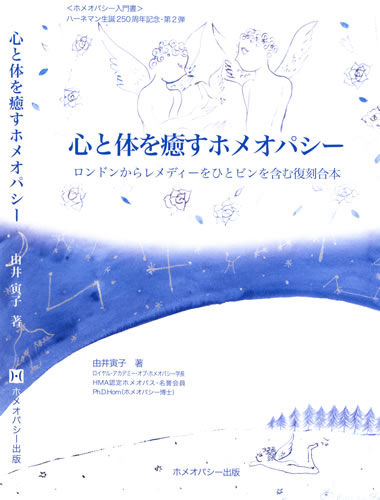 <ホメオパシー入門書>
ハーネマン生誕250周年記念・第2弾
心と体を癒すホメオパシー
ロンドンからレメディーをひとビンを含む復刻合本
由井寅子 著
ロイヤル・アカデミー・オブ・ホメオパシー学長
HMA認定ホメオパス・名誉会員
Ph.D.Hom(ホメオパシー博士)
ホメオパシー出版
心と体を癒すホメオパシー
由井 寅子 著
ホメオパシー出版